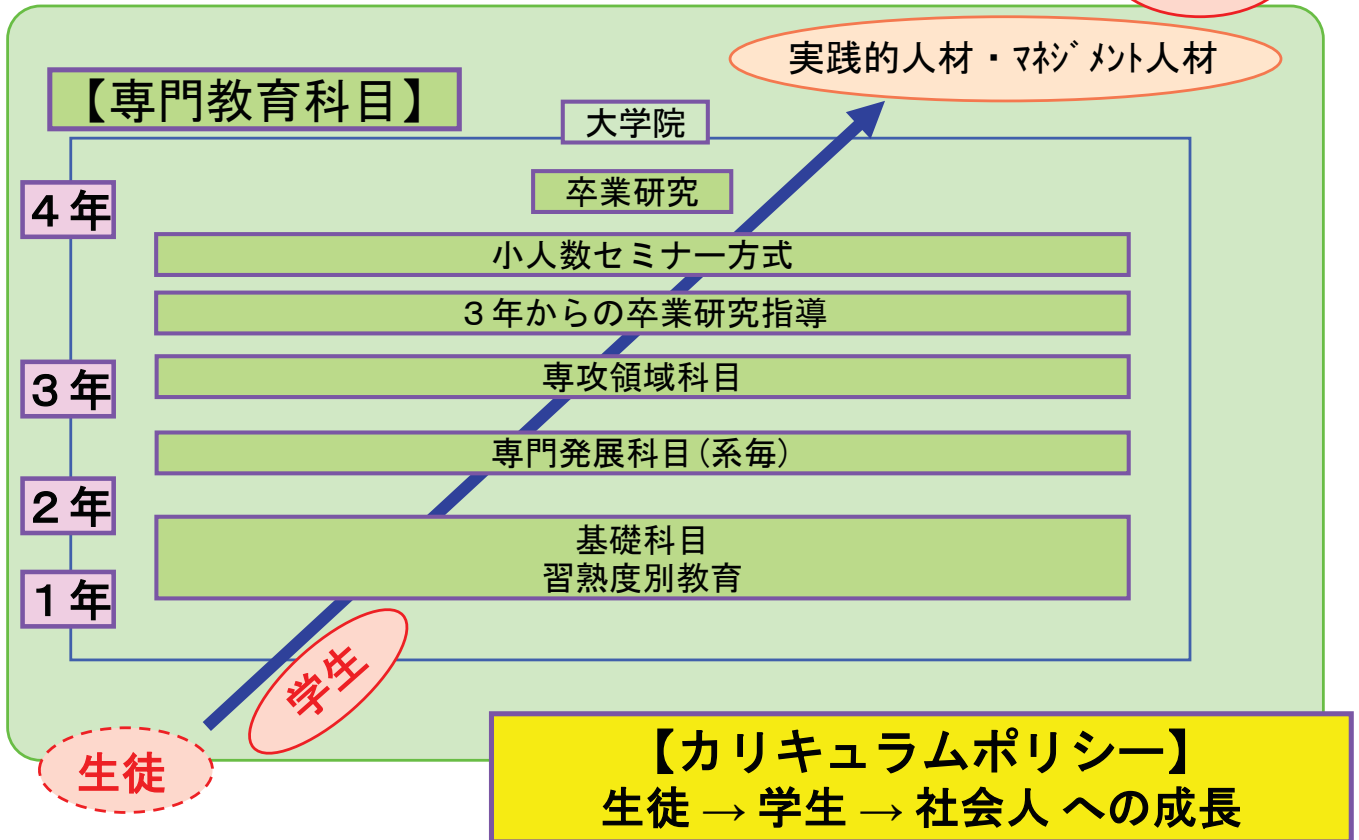 実践的人材・ﾏﾈｼﾞﾒﾝﾄ人材
【専門教育科目】
大学院
4年
卒業研究
小人数セミナー方式
3年からの卒業研究指導
3年
専攻領域科目
専門発展科目(系毎)
2年
基礎科目
習熟度別教育
1年
学生
生徒
【カリキュラムポリシー】
生徒 → 学生 → 社会人 への成長